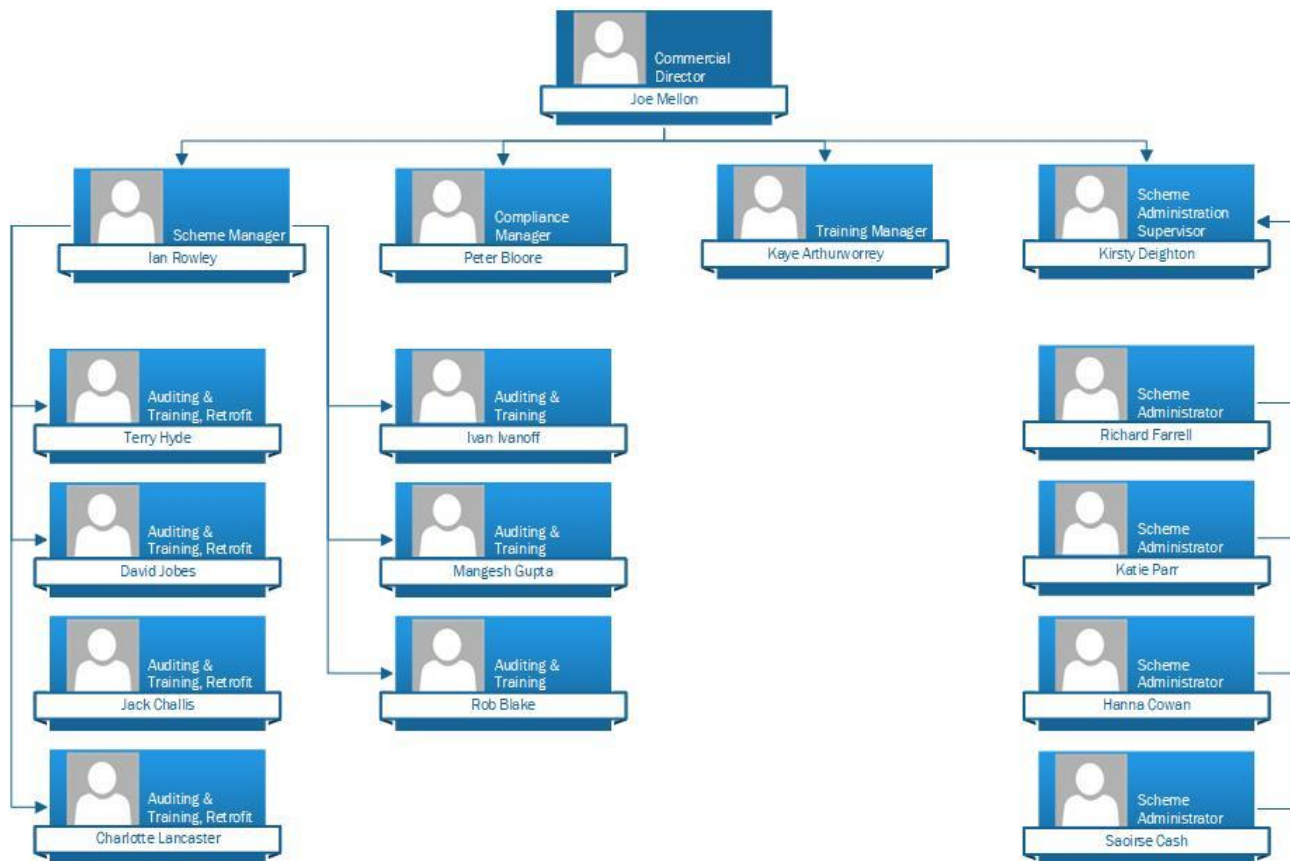 Commercial
Director
Joe Mellon
Scheme Manager
Ian Rowley
Compliance
Manager
Peter Bloore
Training Manager
Kaye Arthurworrey
Scheme
Administration
Supervisor
Kirsty Deighton
Auditing &
Training, Retrofit
Terry Hyde
Auditing &
Training
Ivan Ivanoff
Scheme
Administrator
Richard Farrell
Auditing &
Training, Retrofit
David Jobes
Auditing &
Training
Mangesh Gupta
Scheme
Administrator
Katie Parr
Auditing &
Training, Retrofit
Jack Challis
Auditing &
Training
Rob Blake
Scheme
Administrator
Hanna Cowan
Auditing &
Training, Retrofit
Charlotte Lancaster
Scheme
Administrator
Saoirse Cash